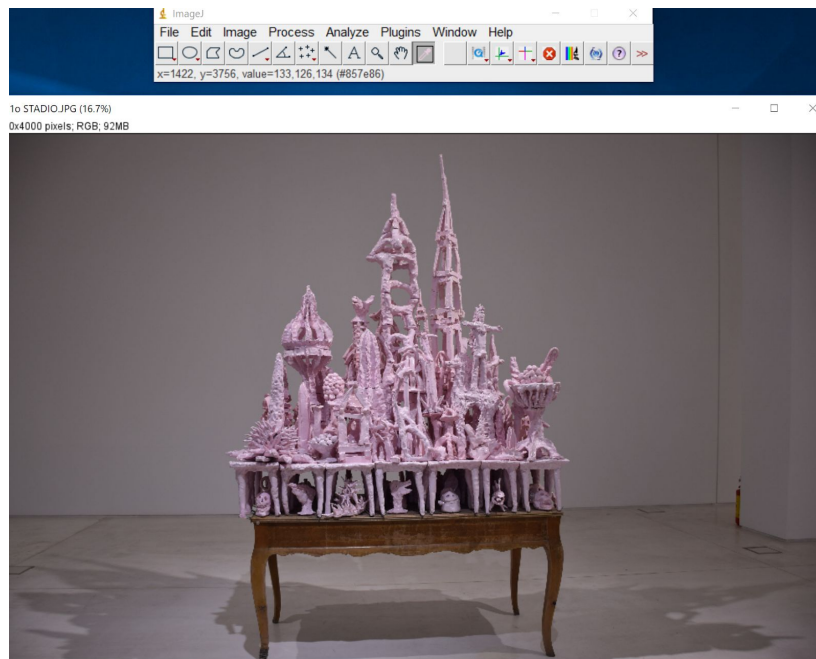 ImageJ
File Edit Image Process Analyze Plugins Window Help
A
x=1422, y=3756, value=133,126,134 (#857e86)
1o STADIO.JPG (16.7%)
0x4000 pixels; RGB; 92MB